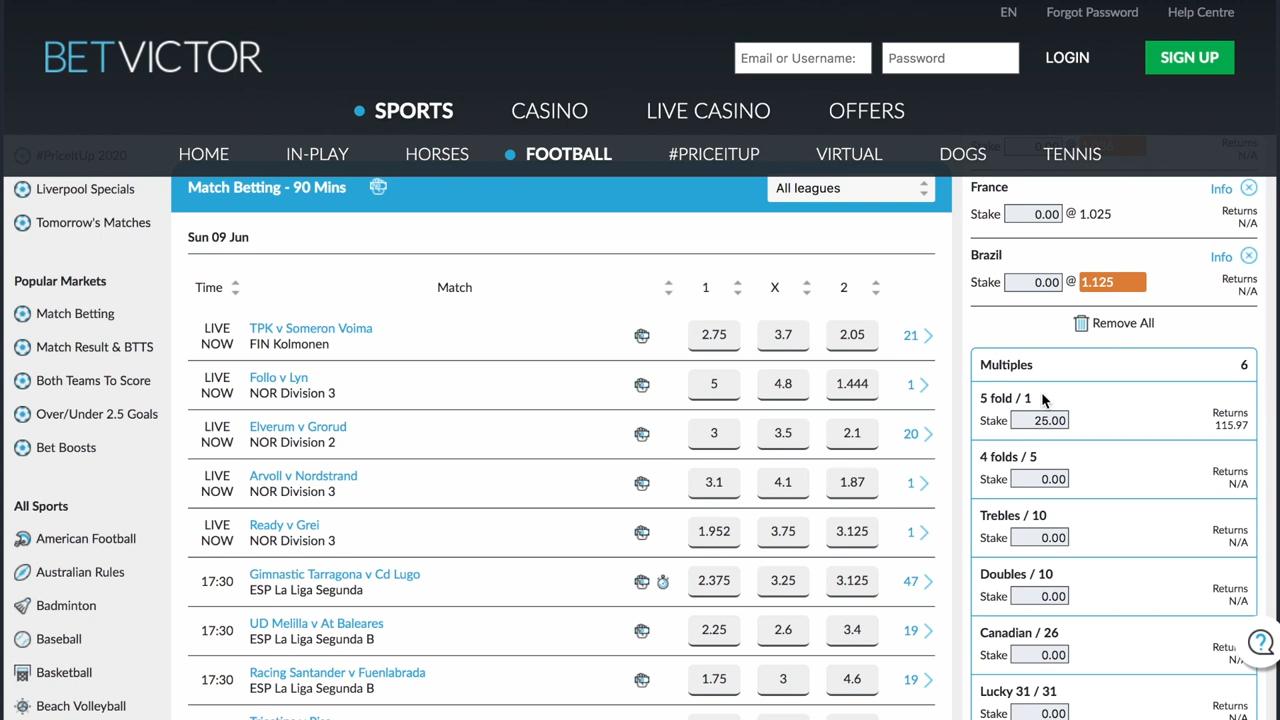 EN Forgot Password Help Centre
BETVICTOR
Email or Username: Password LOGIN SIGN UP
SPORTS CASINO LIVE CASINO OFFERS
HOME IN-PLAY HORSES FOOTBALL #PRICEITUP VIRTUAL DOGS TENNIS
#PriceItUp 2020
Liverpool Specials
Tomorrow's Matches
Popular Markets
Match Betting
Match Result & BTTS
Both Teams To Score
Over/Under 2.5 Goals
Bet Boosts
All Sports
American Football
Australian Rules
Badminton
Baseball
Basketball
Beach Volleyball
Match Betting - 90 Mins All leagues
Sun 09 Jun
Time Match 1 X 2
LIVE NOW TPK v Someron Voima 2.75 3.7 2.05 21
FIN Kolmonen
LIVE NOW Follo v Lyn 5 4.8 1.444 1
NOR Division 3
LIVE NOW Elverum v Grorud 3 3.5 2.1 20
NOR Division 2
LIVE NOW Arvoll v Nordstrand 3.1 4.1 1.87 1
NOR Division 3
LIVE NOW Ready v Grei 1.952 3.75 3.125 1
NOR Division 3
17:30 Gimnastic Tarragona v Cd Lugo 2.375 3.25 3.125 47
ESP La Liga Segunda
17:30 UD Melilla v At Baleares 2.25 2.6 3.4 19
ESP La Liga Segunda B
17:30 Racing Santander v Fuenlabrada 1.75 3 4.6 19
ESP La Liga Segunda B
Stake 0.00 Returns
N/A
France Info
Stake 0.00 @ 1.025 Returns
N/A
Brazil Info
Stake 0.00 @ 1.125 Returns
N/A
Remove All
Multiples 6
5 fold / 1
Stake 25.00 Returns
115.97
4 folds / 5
Stake 0.00 Returns
N/A
Trebles / 10
Stake 0.00 Returns
N/A
Doubles / 10
Stake 0.00 Returns
N/A
Canadian / 26
Stake 0.00
Lucky 31 / 31
Stake 0.00 Returns